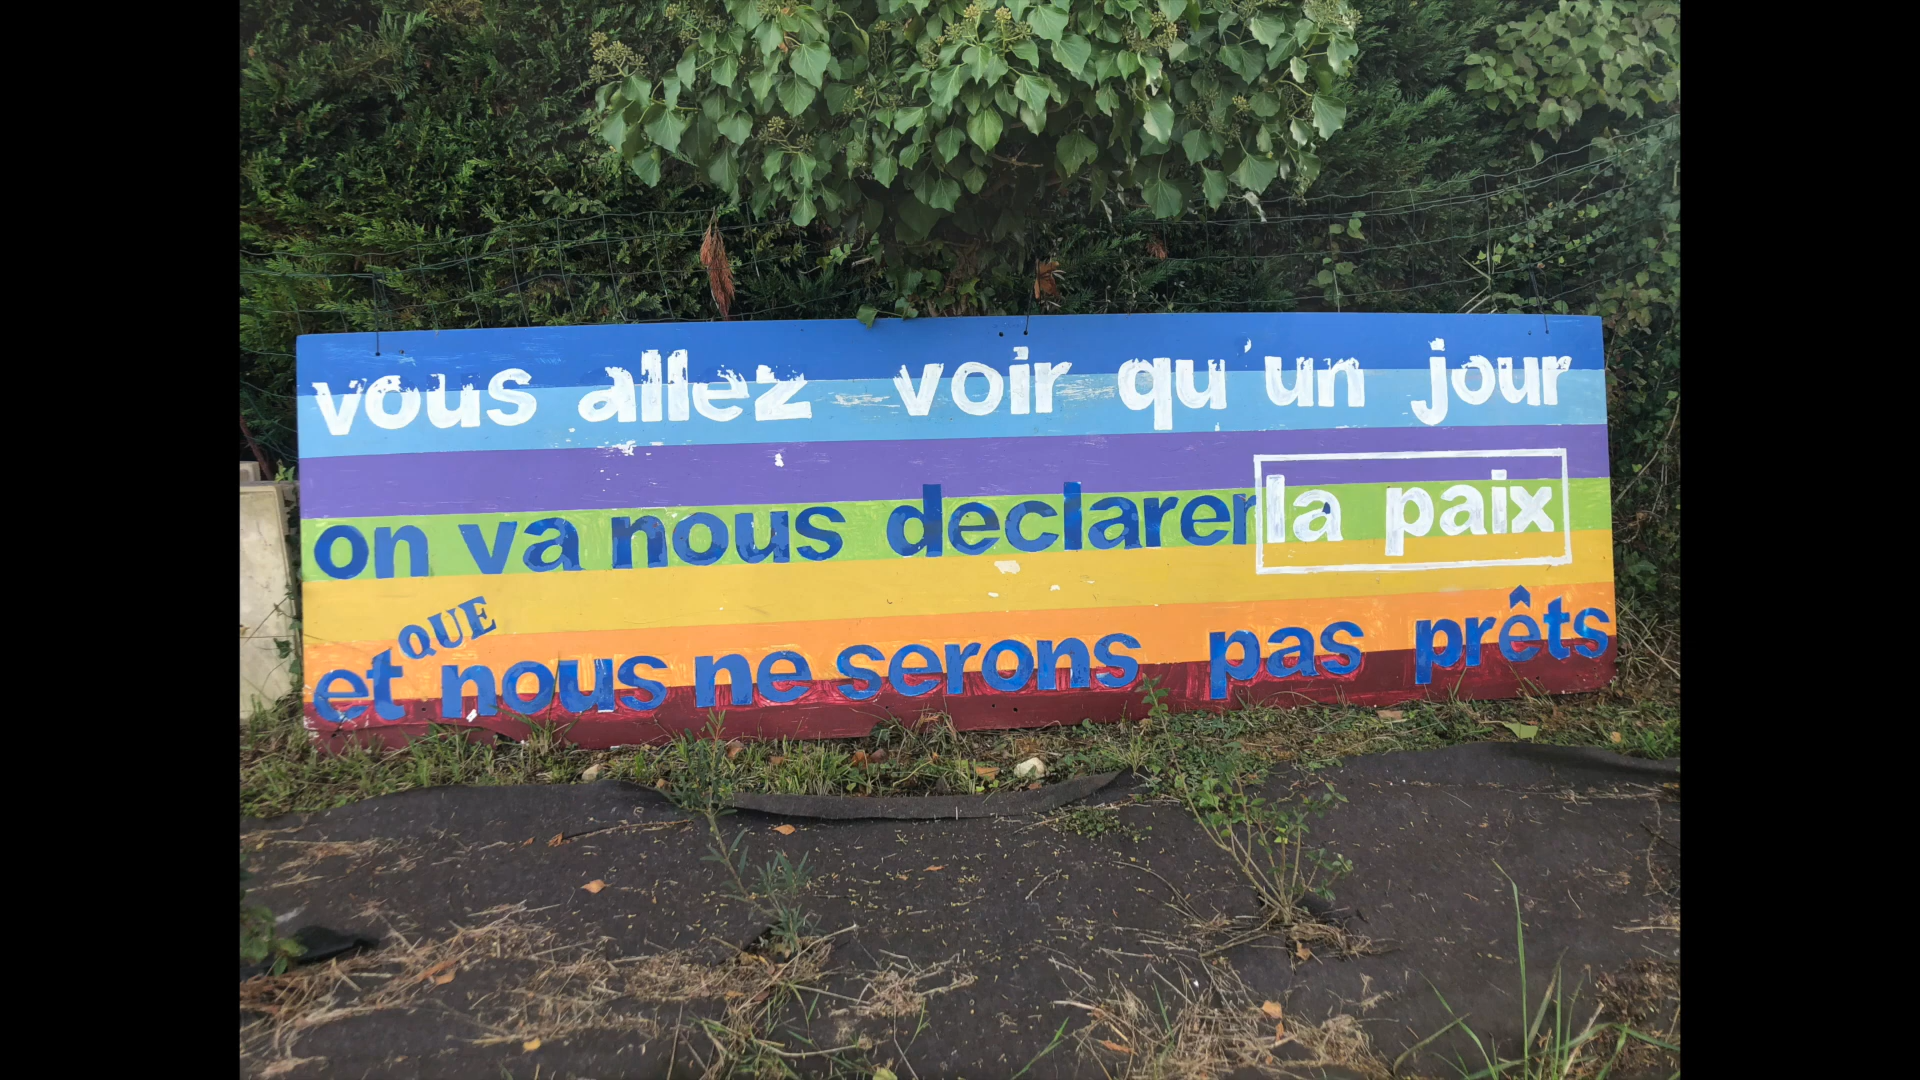 vous allez voir qu'un jour
on va nous declarer la paix
et QUE nous ne serons pas prêts